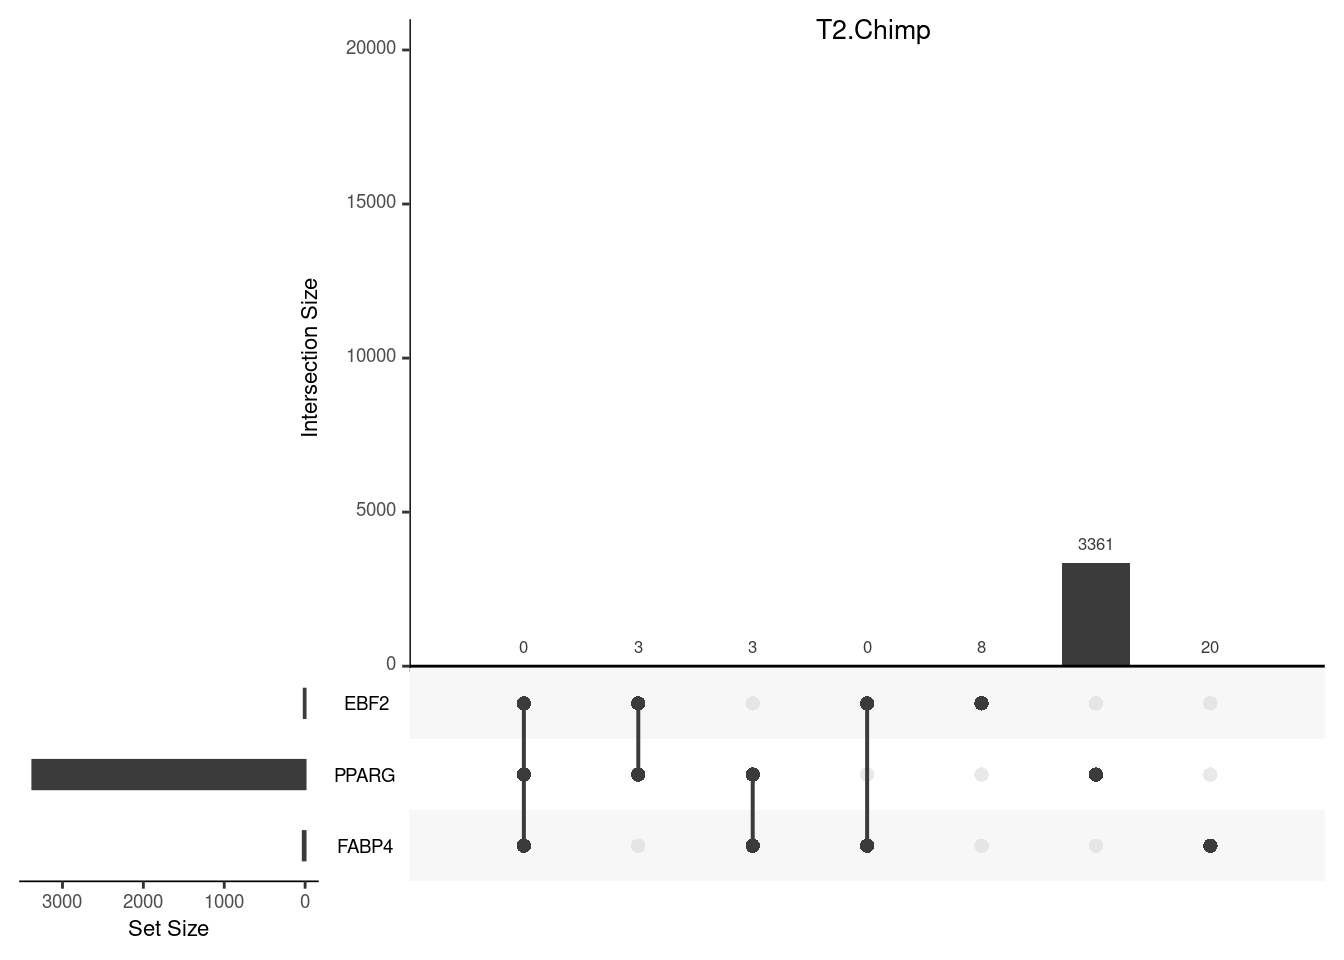 T2.Chimp
20000
15000
10000
5000
0
Intersection Size
3361
0 3 3 0 8 20
EBF2
PPARG
FABP4
3000 2000 1000 0
Set Size